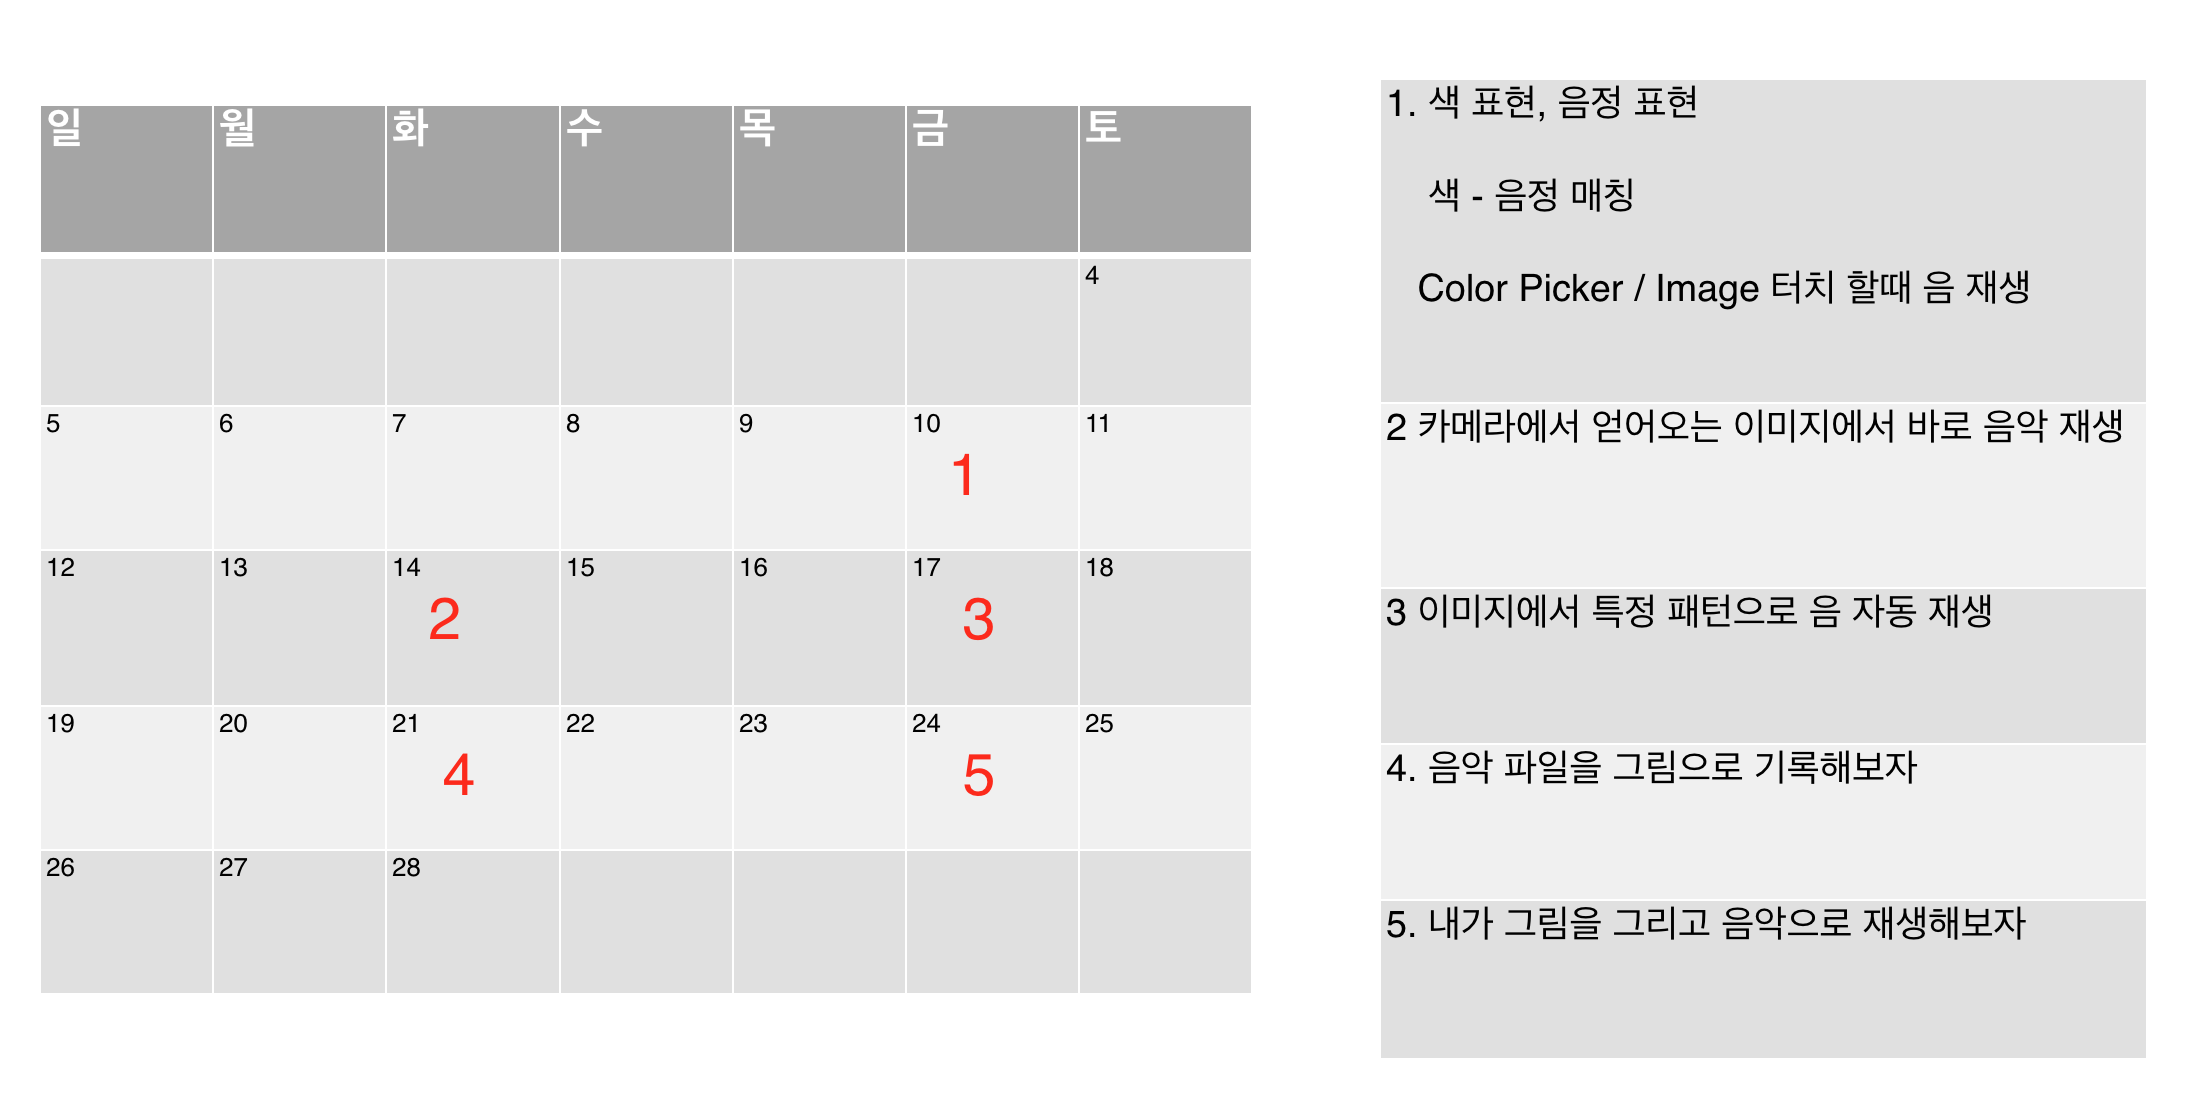 일 월 화 수 목 금 토
4
5 6 7 8 9 10 11
1
12 13 14 15 16 17 18
2 3
19 20 21 22 23 24 25
4 5
26 27 28
1. 색 표현, 음정 표현
색 - 음정 매칭
Color Picker / Image 터치 할때 음 재생
2 카메라에서 얻어오는 이미지에서 바로 음악 재생
3 이미지에서 특정 패턴으로 음 자동 재생
4. 음악 파일을 그림으로 기록해보자
5. 내가 그림을 그리고 음악으로 재생해보자